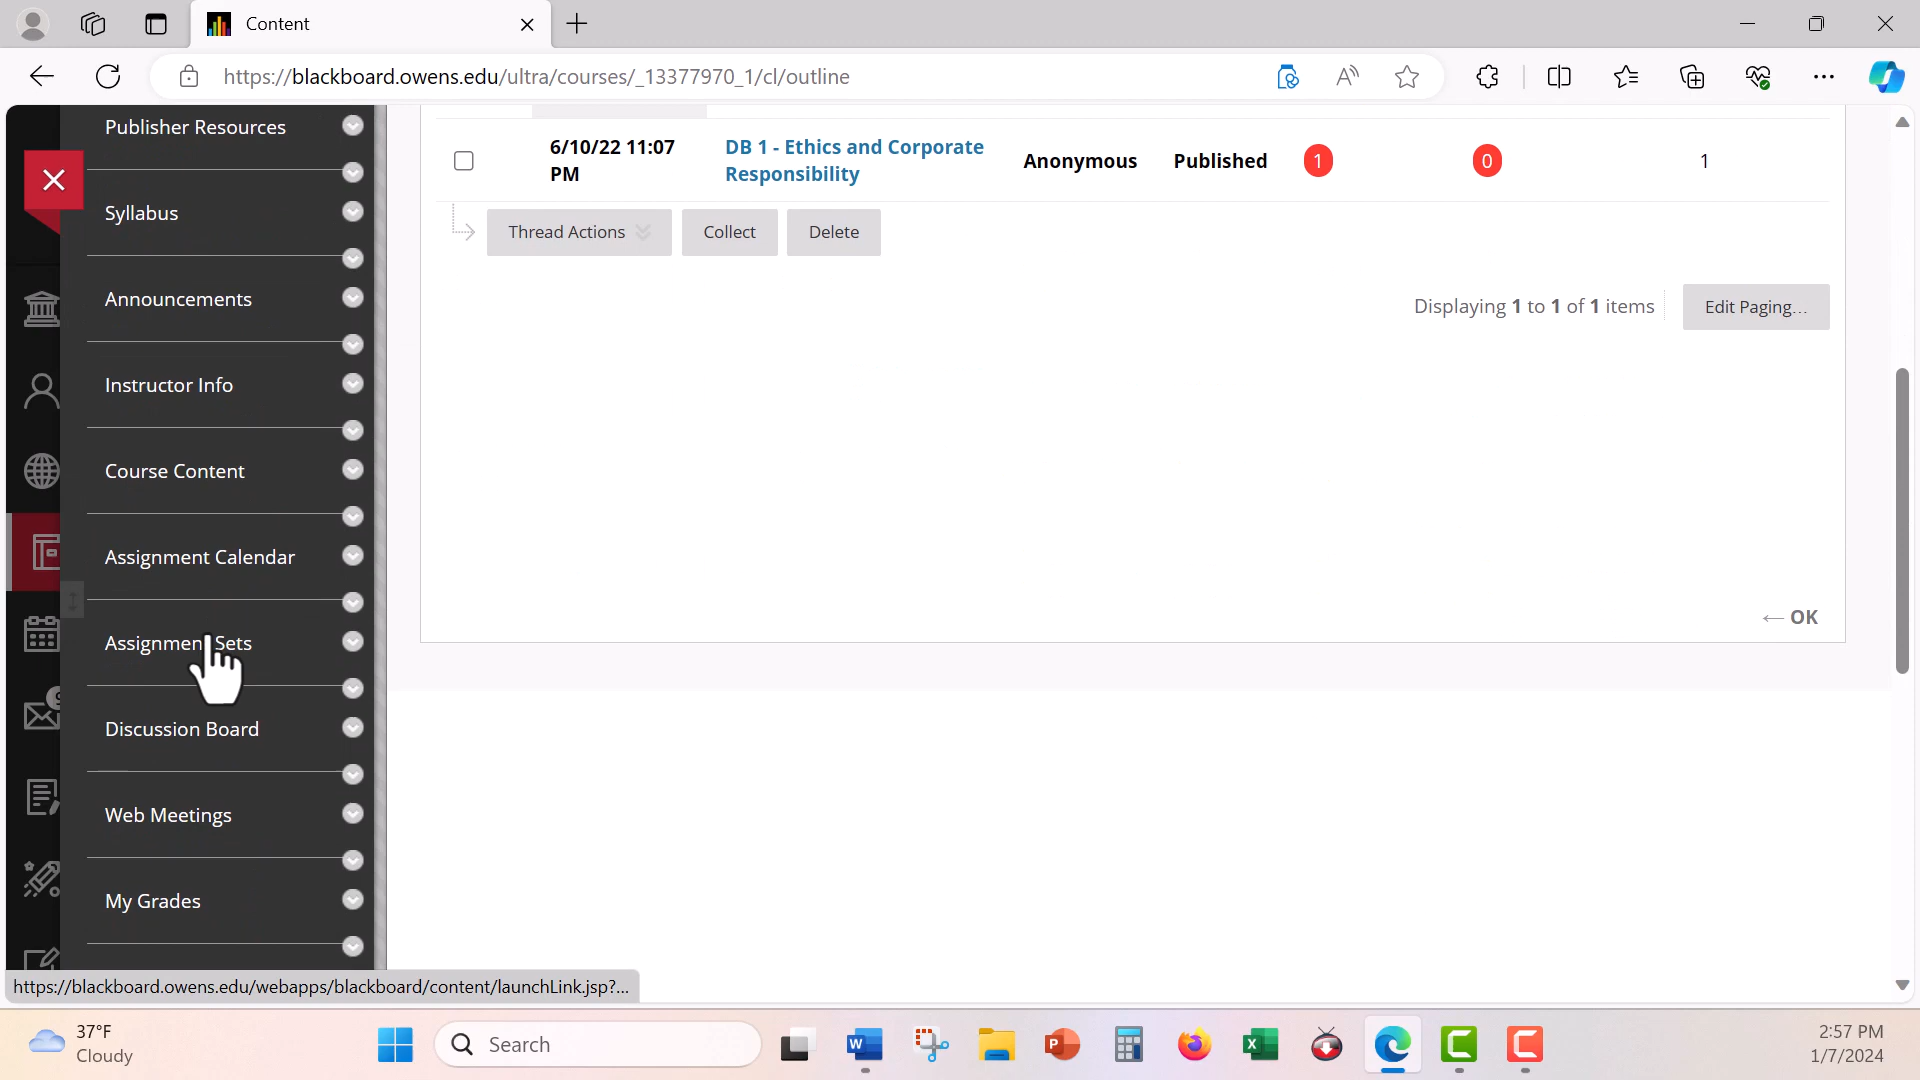 Content
https://blackboard.owens.edu/ultra/courses/_13377970_1/cl/outline
Publisher Resources
Syllabus
Announcements
Instructor Info
Course Content
Assignment Calendar
Assignment Sets
Discussion Board
Web Meetings
My Grades
6/10/22 11:07
PM
DB 1 - Ethics and Corporate
Responsibility
Anonymous
Published
1
0
1
Thread Actions
Collect
Delete
Displaying 1 to 1 of 1 items
Edit Paging...
OK
https://blackboard.owens.edu/webapps/blackboard/content/launchLink.jsp?...
37°F
Cloudy
Search
2:57 PM
1/7/2024